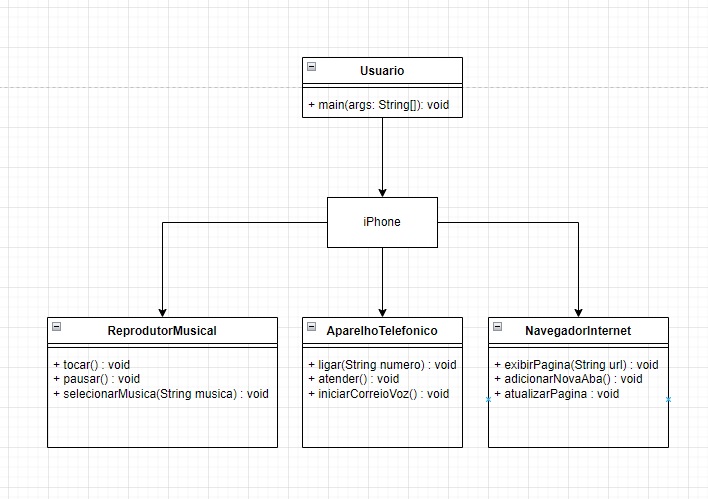 Usuario
+ main(args: String[]): void
iPhone
ReprodutorMusical
+ tocar() : void
+ pausar() : void
+ selecionarMusica(String musica) : void
AparelhoTelefonico
+ ligar(String numero) : void
+ atender() : void
+ iniciarCorreioVoz() : void
NavegadorInternet
+ exibirPagina(String url) : void
+ adicionarNovaAba() : void
+ atualizarPagina : void